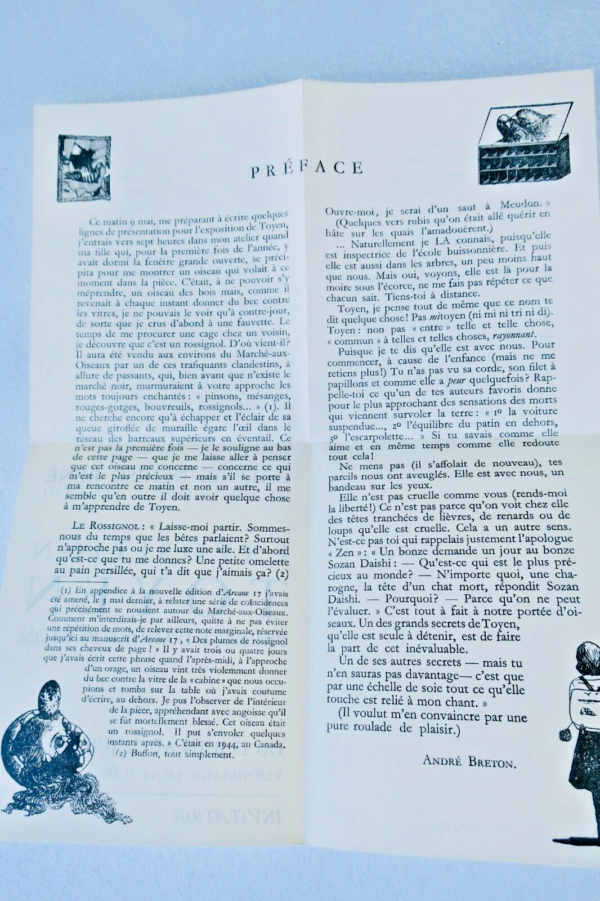 PRÉFACE
Ce matin 9 mai, me préparant à écrire quelques
lignes de présentation pour l'exposition de Toyen,
j'entrais vers sept heures dans mon atelier quand
ma fille qui, pour la première fois de l'année, y
avait dormi la fenêtre grande ouverte, se préci-
pita pour me montrer un oiseau qui volait à ce
moment dans la pièce. C'était, à ne pouvoir s'y
méprendre, un oiseau des bois mais, comme il
revenait à chaque instant donner du bec contre
les vitres, je ne pouvais le voir qu'à contre-jour,
de sorte que je crus d'abord à une fauvette. Le
temps de me procurer une cage chez un voisin,
je découvre que c'est un rossignol. D'où vient-il?
Il aura été vendu aux environs du Marché-aux-
Oiseaux par un de ces trafiquants clandestins, à
allure de passants, qui, bien avant que n'existe le
marché noir, murmuraient à votre approche les
mots toujours enchantés : « pinsons, mésanges,
rouges-gorges, bouvreuils, rossignols... » (1). Il
ne cherche encore qu'à échapper et l'éclair de sa
queue giroflée de muraille égare l'œil dans le
réseau des barreaux supérieurs en éventail. Ce
n'est pas la première fois — je le souligne au bas
de cette page — que je me laisse aller à penser
que cet oiseau me concerne — concerne ce qui
m'est le plus précieux — mais s'il se porte à
ma rencontre ce matin et non un autre, il me
semble qu'en outre il doit avoir quelque chose
à m'apprendre de Toyen.
LE ROSSIGNOL : « Laisse-moi partir. Sommes-
nous du temps que les bêtes parlaient? Surtout
n'approche pas ou je me luxe une aile. Et d'abord
qu'est-ce que tu me donnes? Une petite omelette
au pain persillée, qui t'a dit que j'aimais ça? (2)
(1) En appendice à la nouvelle édition d'Arcane 17 j'avais
été amené, le 3 mai dernier, à relater une série de coïncidences
qui précisément se nouaient autour du Marché-aux-Oiseaux.
Comment m'interdirais-je par ailleurs, quitte à ne pas éviter
une répétition de mots, de relever cette note marginale, réservée
jusqu'ici au manuscrit d'Arcane 17, « Des plumes de rossignol
dans ses cheveux de page ! » Il y avait trois ou quatre jours
que j'avais écrit cette phrase quand l'après-midi, à l'approche
d'un orage, un oiseau vint très violemment donner
du bec contre la vitre de la « cabine » que nous occu-
pions et tomba sur la table où j'avais coutume
d'écrire, au dehors. Je pus l'observer de l'intérieur
de la pièce, appréhendant avec angoisse qu'il
se fût mortellement blessé. Cet oiseau était
un rossignol. Il put s'envoler quelques
instants après. » C'était en 1944, au Canada.
(2) Buffon, tout simplement.
Ouvre-moi, je serai d'un saut à Meudon. »
(Quelques vers rubis qu'on était allé quérir en
hâte sur les quais l'amadouèrent.)
... Naturellement je LA connais, puisqu'elle
est inspectrice de l'école buissonnière. Et puis
elle est aussi dans les arbres, un peu moins haut
que nous. Mais oui, voyons, elle est là pour la
moire sous l'écorce, ne me fais pas répéter ce que
chacun sait. Tiens-toi à distance.
Toyen, je pense tout de même que ce nom te
dit quelque chose! Pas mitoyen (ni mi ni tri ni di).
Toyen : non pas « entre » telle et telle chose,
« commun » à telles et telles choses, rayonnant.
Puisque je te dis qu'elle est avec nous. Pour
commencer, à cause de l'enfance (mais ne me
retiens plus!) Tu n'as pas vu sa corde, son filet à
papillons et comme elle a peur quelquefois? Rap-
pelle-toi ce qu'un de tes auteurs favoris donne
pour le plus approchant des sensations des morts
qui viennent survoler la terre : « 1º la voiture
suspendue..., 2º l'équilibre du patin en dehors,
3º l'escarpolette... » Si tu savais comme elle
aime et en même temps comme elle redoute
tout cela!
Ne mens pas (il s'affolait de nouveau), tes
pareils nous ont aveuglés. Elle est avec nous, un
bandeau sur les yeux.
Elle n'est pas cruelle comme vous (rends-moi
la liberté!) Ce n'est pas parce qu'on voit chez elle
des têtes tranchées de lièvres, de renards ou de
loups qu'elle est cruelle. Cela a un autre sens.
N'est-ce pas toi qui rappelais justement l'apologue
« Zen » : « Un bonze demande un jour au bonze
Sozan Daishi : — Qu'est-ce qui est le plus pré-
cieux au monde? — N'importe quoi, une cha-
rogne, la tête d'un chat mort, répondit Sozan
Daishi. — Pourquoi? — Parce qu'on ne peut
l'évaluer. » C'est tout à fait à notre portée d'oi-
seaux. Un des grands secrets de Toyen,
qu'elle est seule à détenir, est de faire
la part de cet inévaluable.
Un de ses autres secrets — mais tu
n'en sauras pas davantage— c'est que
par une échelle de soie tout ce qu'elle
touche est relié à mon chant. »
(Il voulut m'en convaincre par une
pure roulade de plaisir.)
ANDRÉ BRETON.
VERNISSAGE
INVITATION